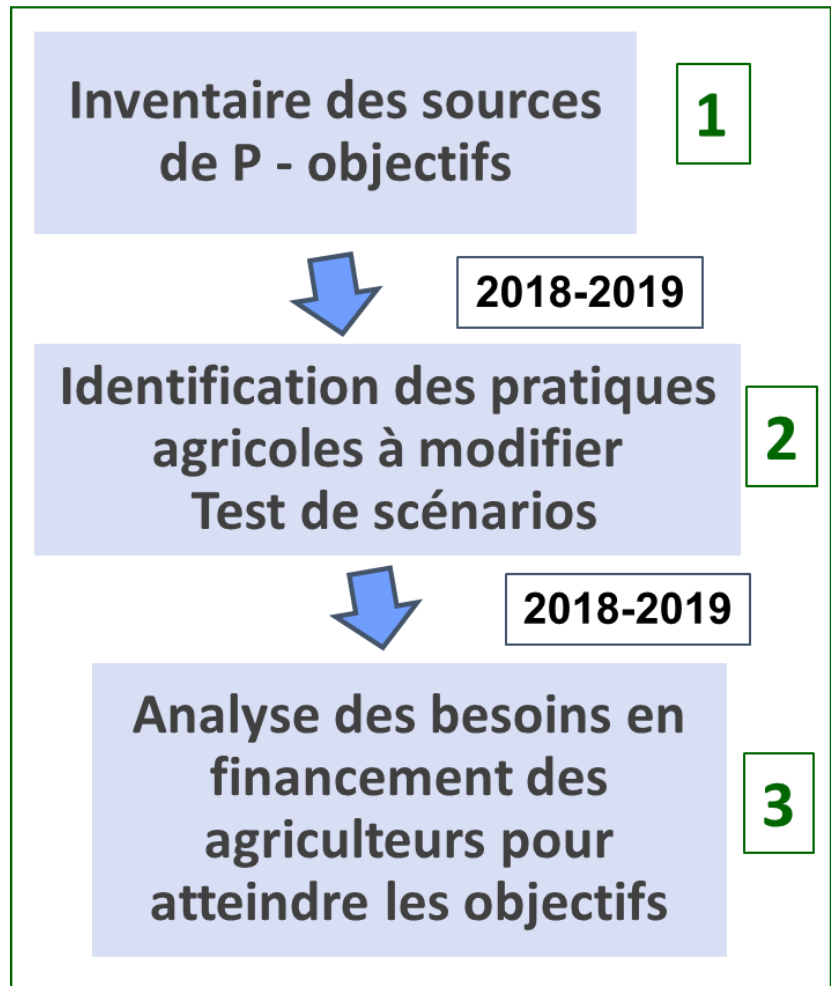 Inventaire des sources
de P - objectifs
1
2018-2019
Identification des pratiques
agricoles à modifier
Test de scénarios
2
2018-2019
Analyse des besoins en
financement des
agriculteurs pour
atteindre les objectifs
3